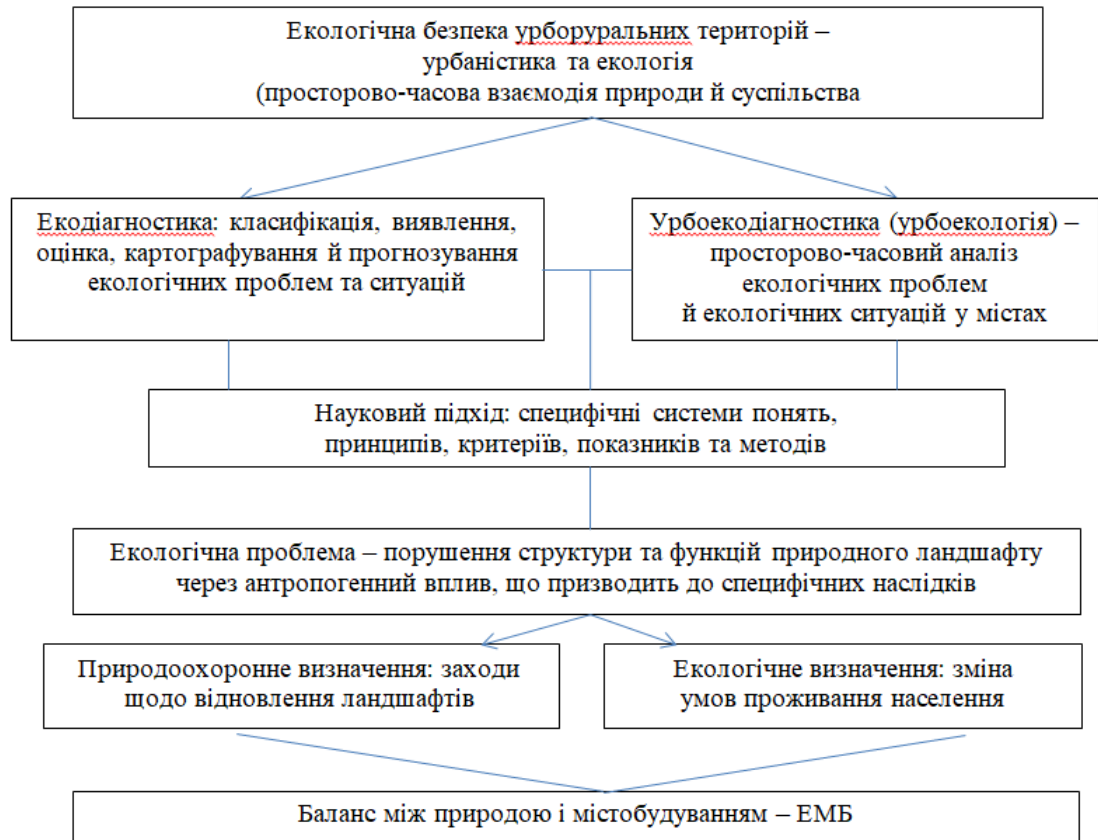 Екологічна безпека урборуральних територій –
урбаністика та екологія
(просторово-часова взаємодія природи й суспільства
Екодіагностика: класифікація, виявлення,
оцінка, картографування й прогнозування
екологічних проблем та ситуацій
Урбоекодіагностика (урбоекологія) –
просторово-часовий аналіз
екологічних проблем
й екологічних ситуацій у містах
Науковий підхід: специфічні системи понять,
принципів, критеріїв, показників та методів
Екологічна проблема – порушення структури та функцій природного ландшафту
через антропогенний вплив, що призводить до специфічних наслідків
Природоохоронне визначення: заходи
щодо відновлення ландшафтів
Екологічне визначення: зміна
умов проживання населення
Баланс між природою і містобудуванням – ЕМБ